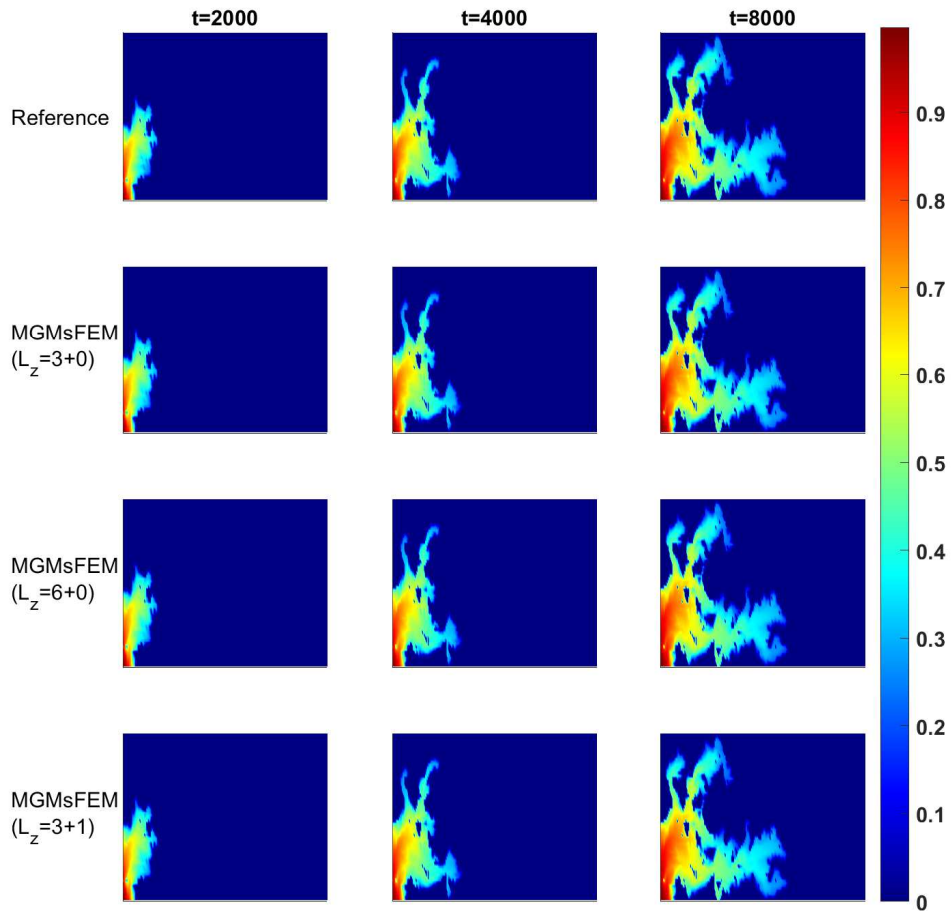 t=2000
t=4000
t=8000
Reference
MGMsFEM
(L_z=3+0)
MGMsFEM
(L_z=6+0)
MGMsFEM
(L_z=3+1)
0.9
0.8
0.7
0.6
0.5
0.4
0.3
0.2
0.1
0